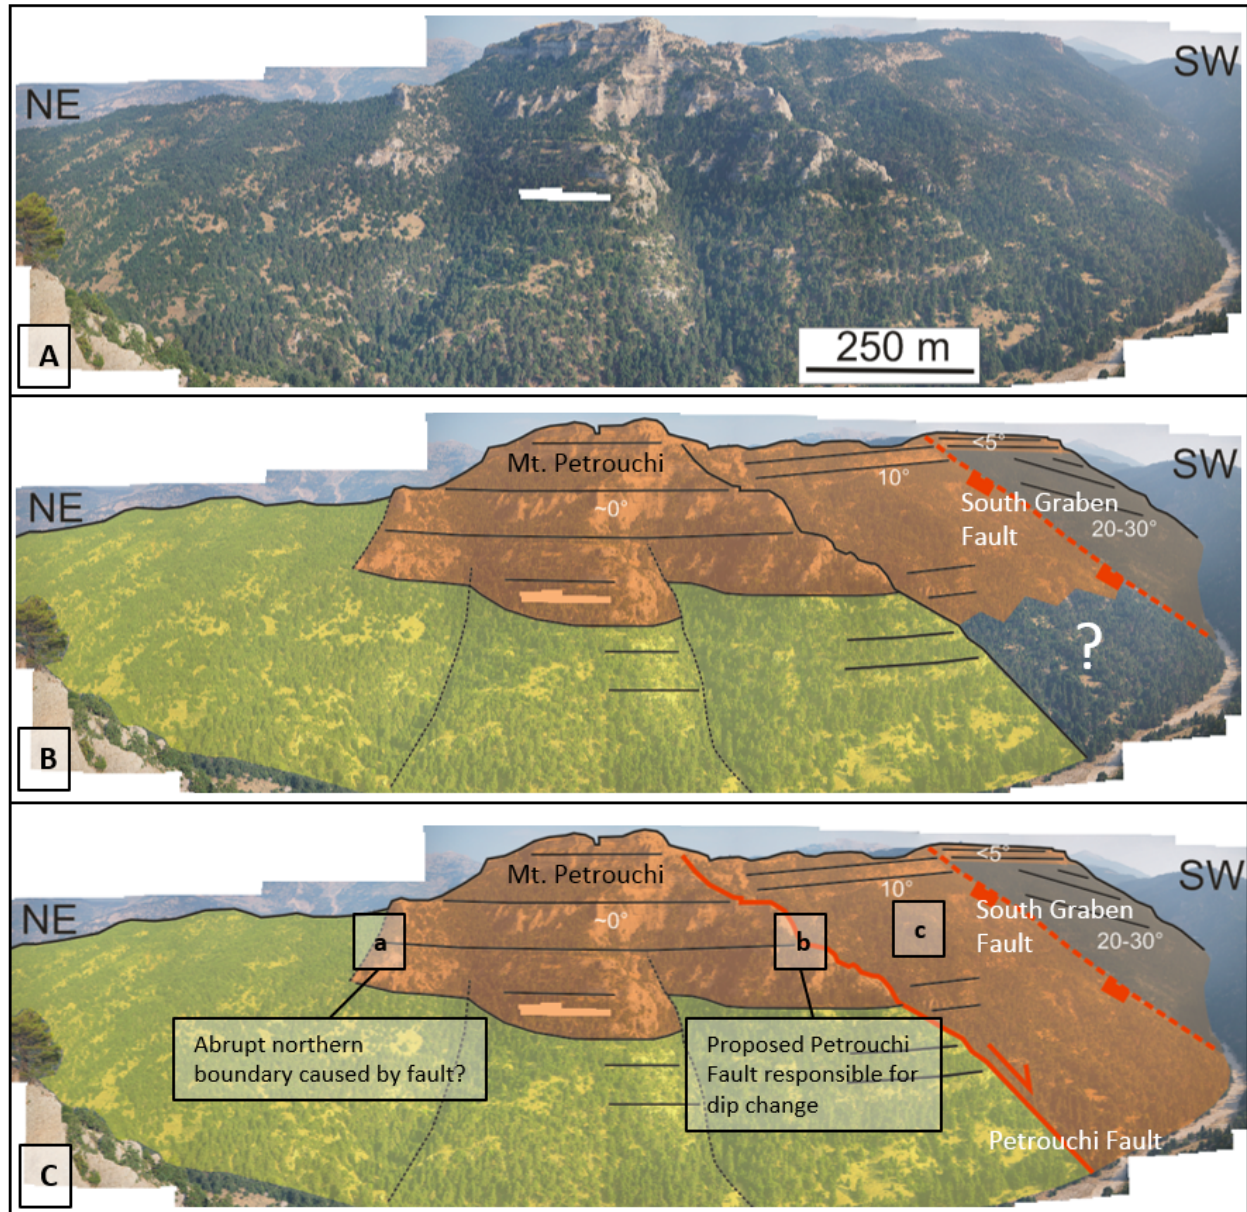 NE
SW
A
250 m
Mt. Petrouchi
<5°
SW
10°
~0°
NE
South Graben
Fault
20-30°
?
B
Mt. Petrouchi
<5°
SW
10°
~0°
NE
South Graben
Fault
20-30°
a
b
c
Abrupt northern
boundary caused by fault?
Proposed Petrouchi
Fault responsible for
dip change
Petrouchi Fault
C